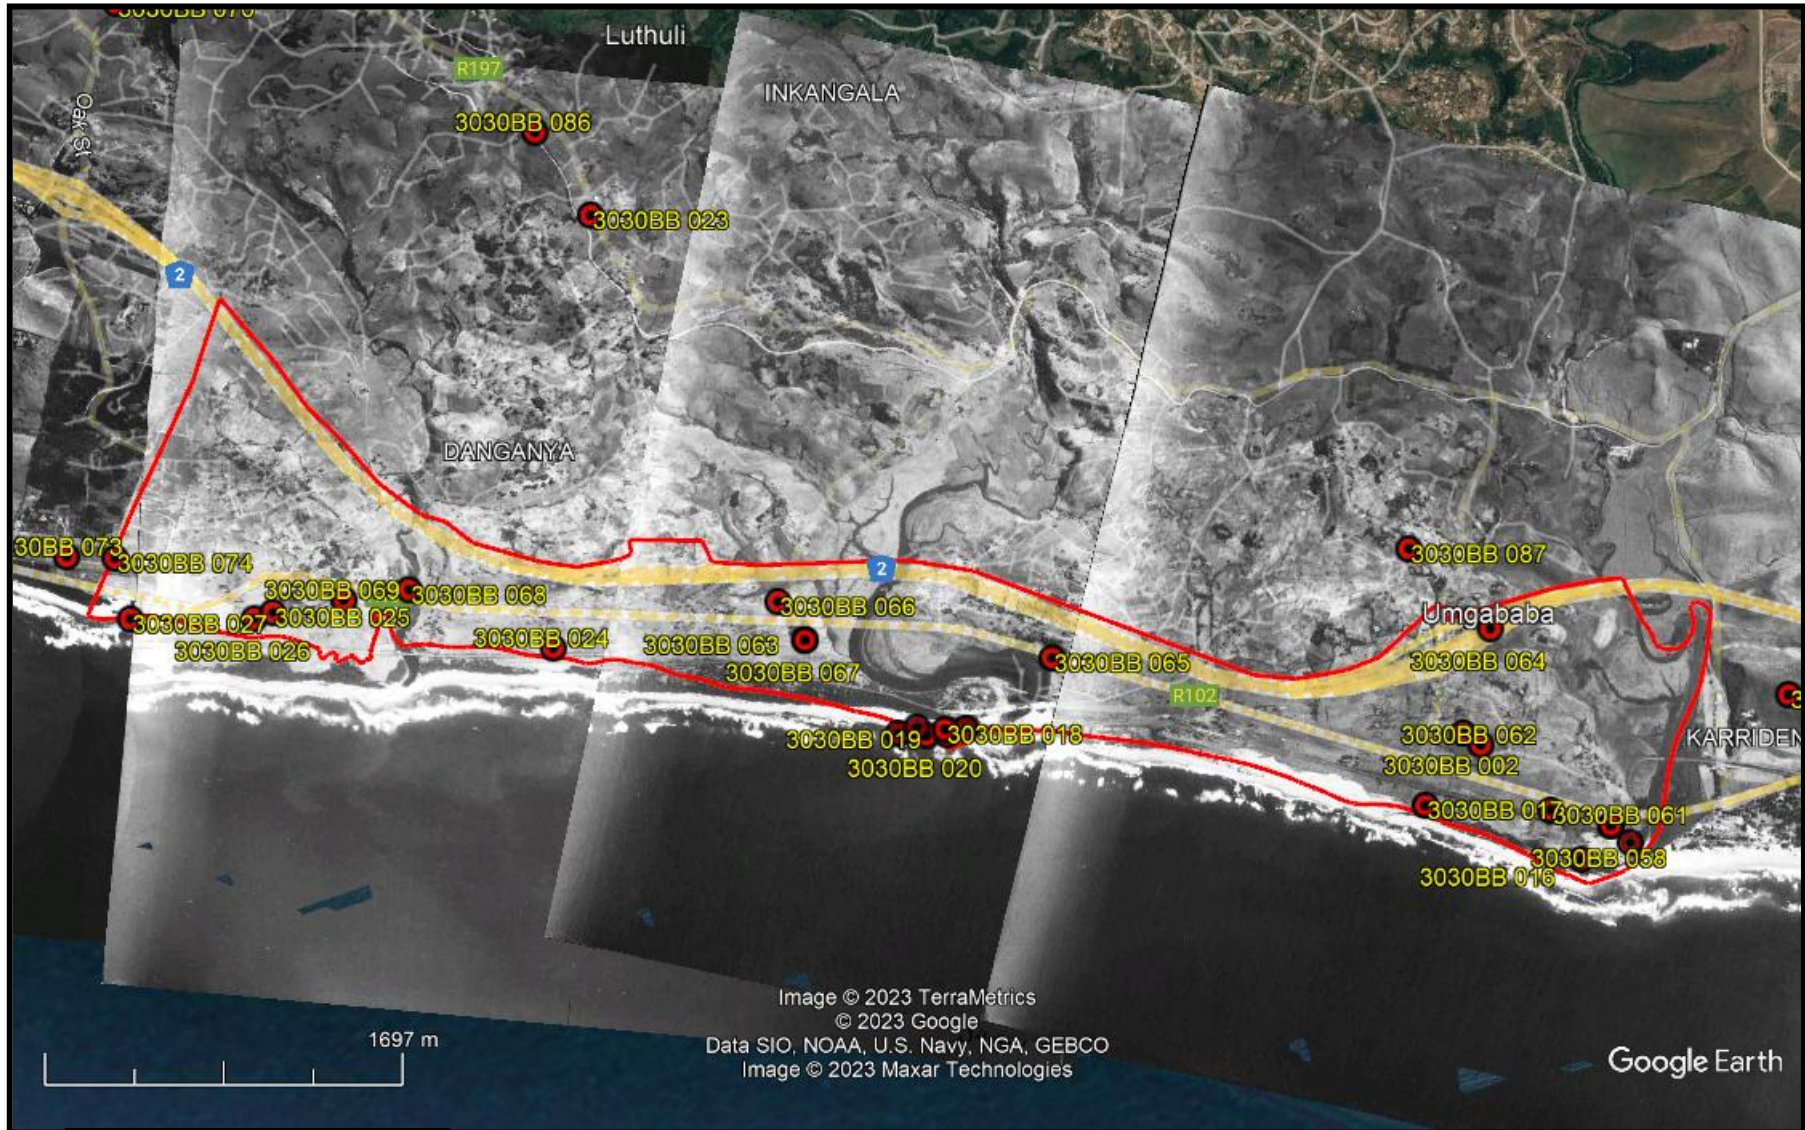 3030BB 070
Luthuli
R197
INKANGALA
Oak St
3030BB 086
3030BB 023
2
DANGANYA
30BB 073
3030BB 074
3030BB 087
2
3030BB 069
3030BB 068
3030BB 066
3030BB 025
3030BB 027
Umgababa
3030BB 026
3030BB 024
3030BB 063
3030BB 067
3030BB 065
3030BB 064
R102
3030BB 019
3030BB 018
3030BB 020
3030BB 062
3030BB 002
KARRIDEN
3030BB 017
3030BB 061
3030BB 058
3030BB 016
1697 m
Image © 2023 TerraMetrics
© 2023 Google
Data SIO, NOAA, U.S. Navy, NGA, GEBCO
Image © 2023 Maxar Technologies
Google Earth